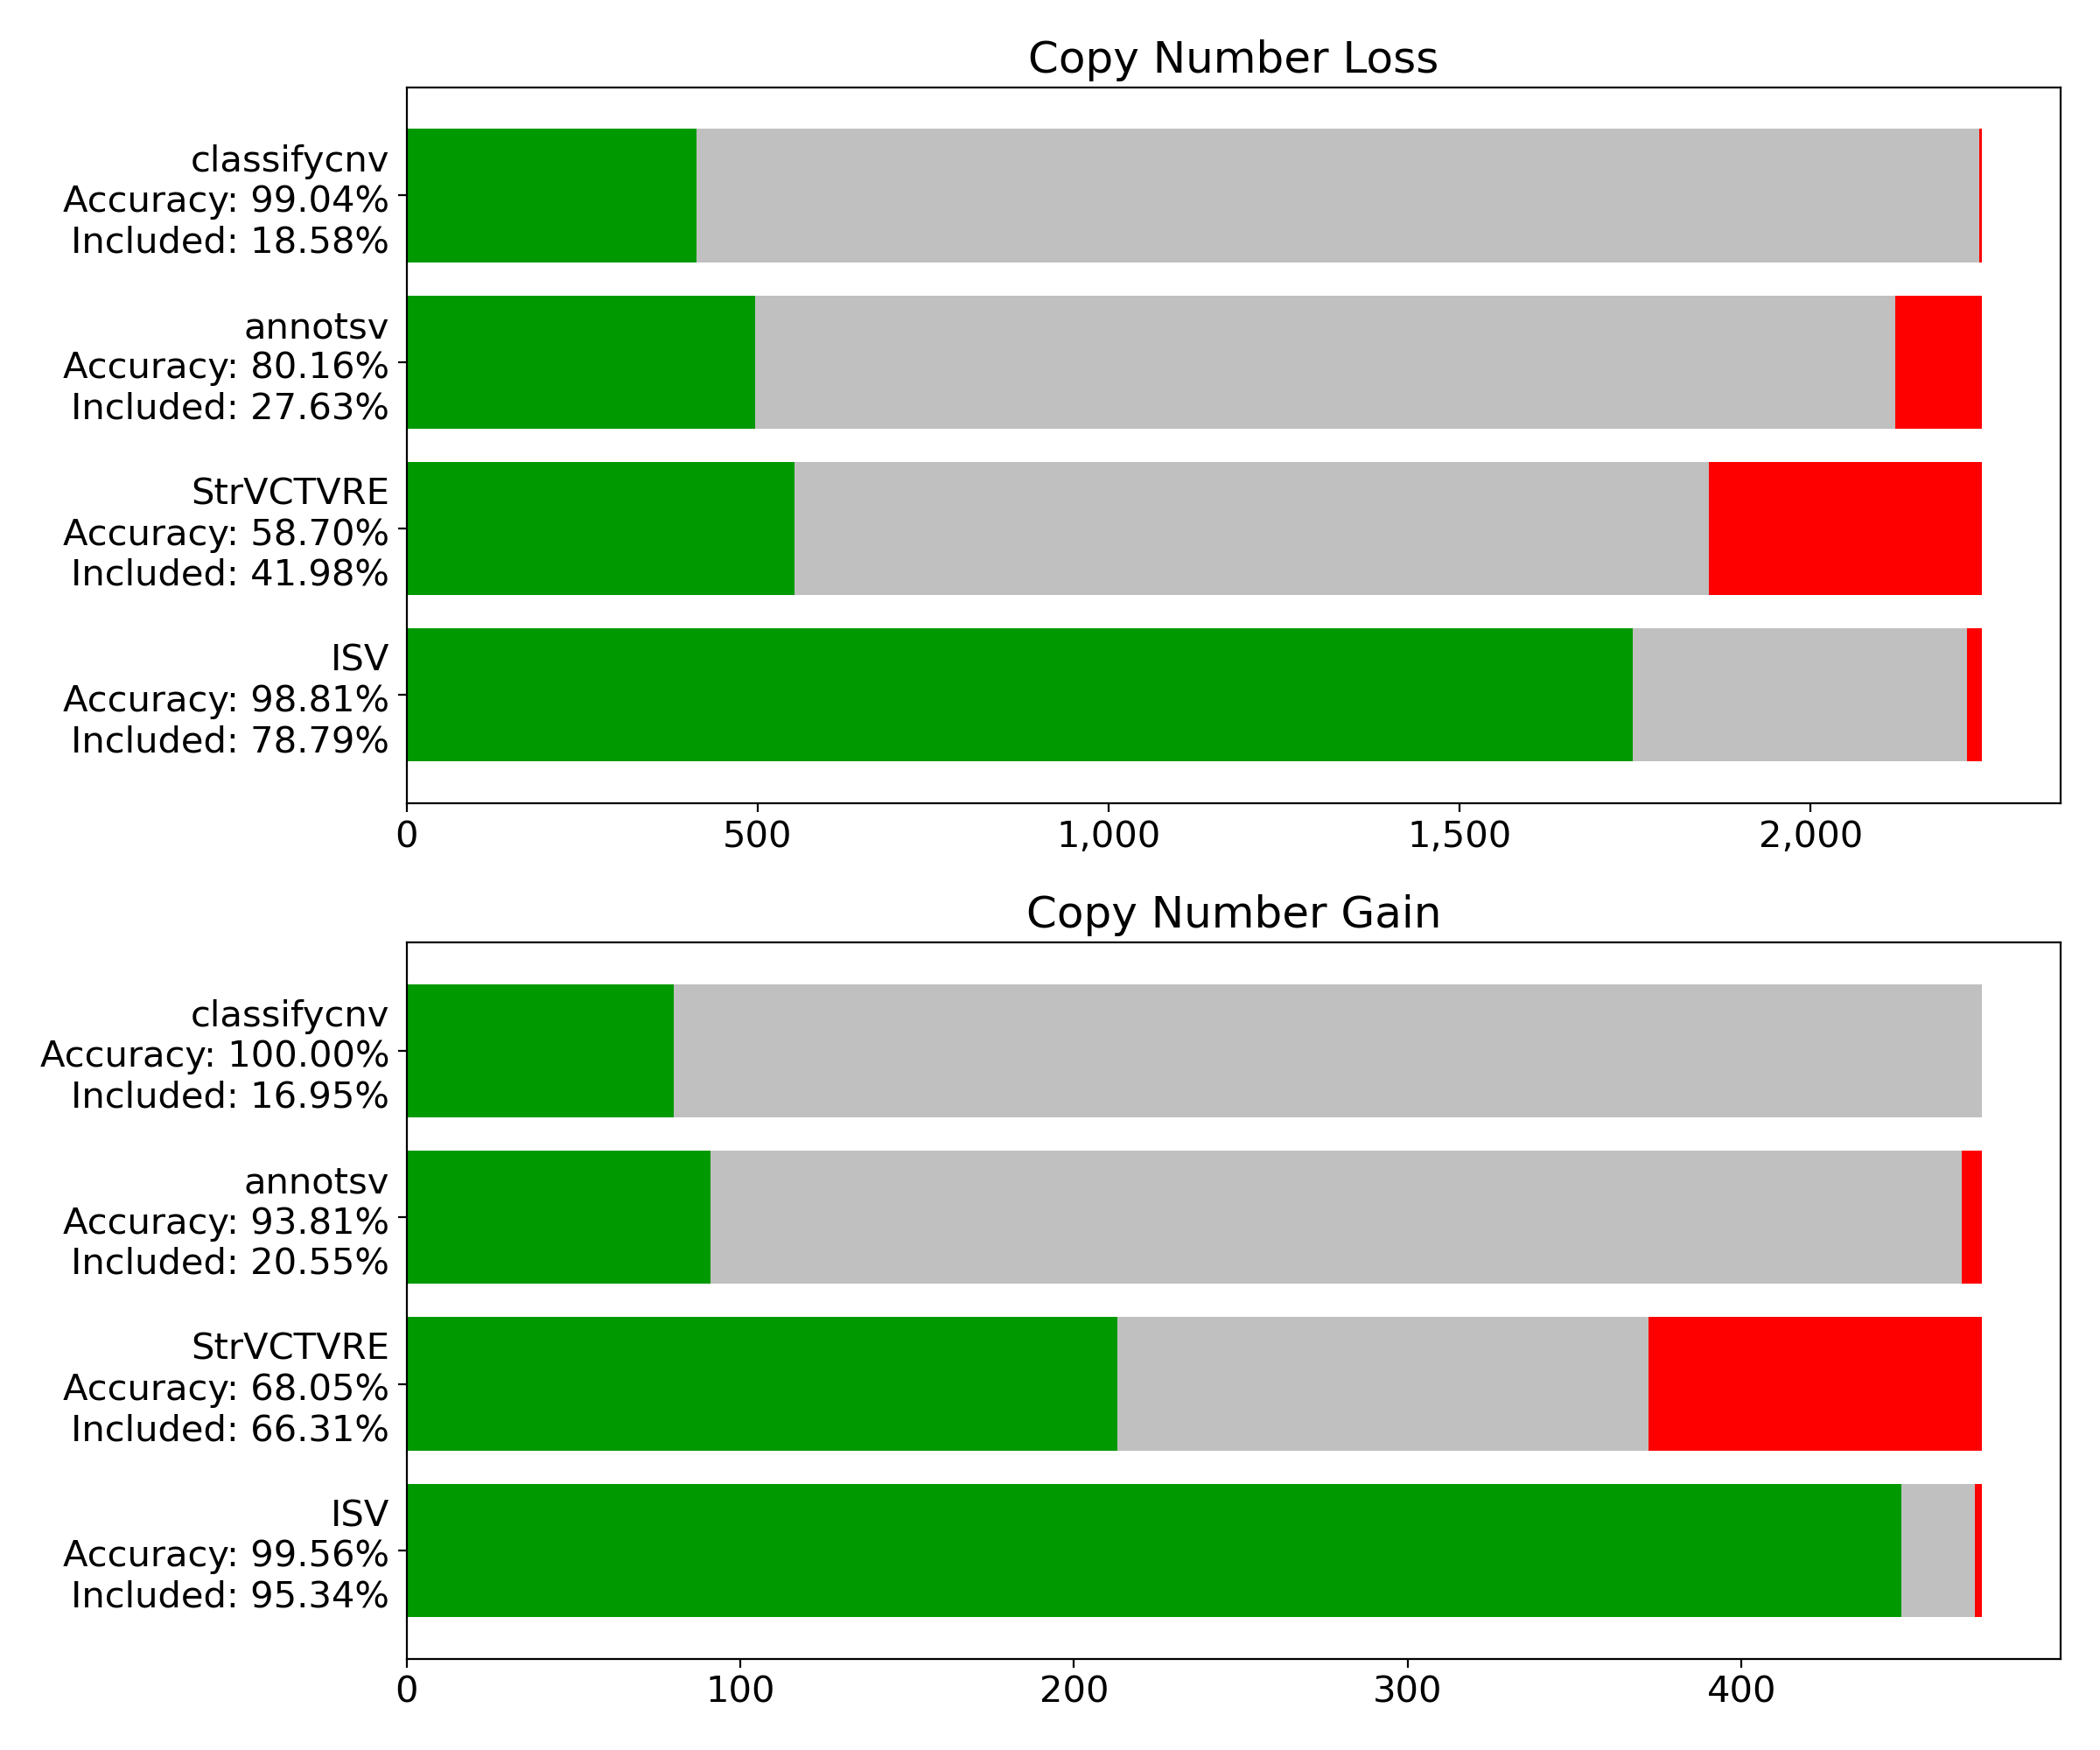 Copy Number Loss
classifycnv
Accuracy: 99.04%
Included: 18.58%
annotsv
Accuracy: 80.16%
Included: 27.63%
StrVCTVRE
Accuracy: 58.70%
Included: 41.98%
ISV
Accuracy: 98.81%
Included: 78.79%
0 500 1,000 1,500 2,000
Copy Number Gain
classifycnv
Accuracy: 100.00%
Included: 16.95%
annotsv
Accuracy: 93.81%
Included: 20.55%
StrVCTVRE
Accuracy: 68.05%
Included: 66.31%
ISV
Accuracy: 99.56%
Included: 95.34%
0 100 200 300 400